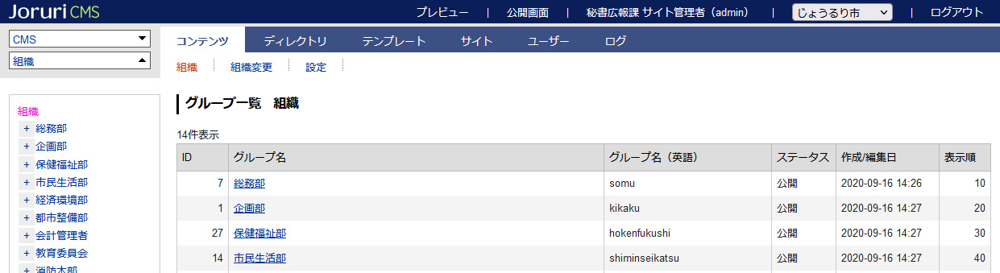 Joruri CMS
プレビュー | 公開画面 | 秘書広報課 サイト管理者（admin） | じょうるり市 | ログアウト
CMS
組織
コンテンツ ディレクトリ テンプレート サイト ユーザー ログ
組織 組織変更 設定
組織
+ 総務部
+ 企画部
+ 保健福祉部
+ 市民生活部
+ 経済環境部
+ 都市整備部
+ 会計管理者
+ 教育委員会
+ 消防本部
グループ一覧 組織
14件表示
ID グループ名 グループ名（英語） ステータス 作成/編集日 表示順
7 総務部 somu 公開 2020-09-16 14:26 10
1 企画部 kikaku 公開 2020-09-16 14:27 20
27 保健福祉部 hokenfukushi 公開 2020-09-16 14:27 30
14 市民生活部 shiminseikatsu 公開 2020-09-16 14:27 40